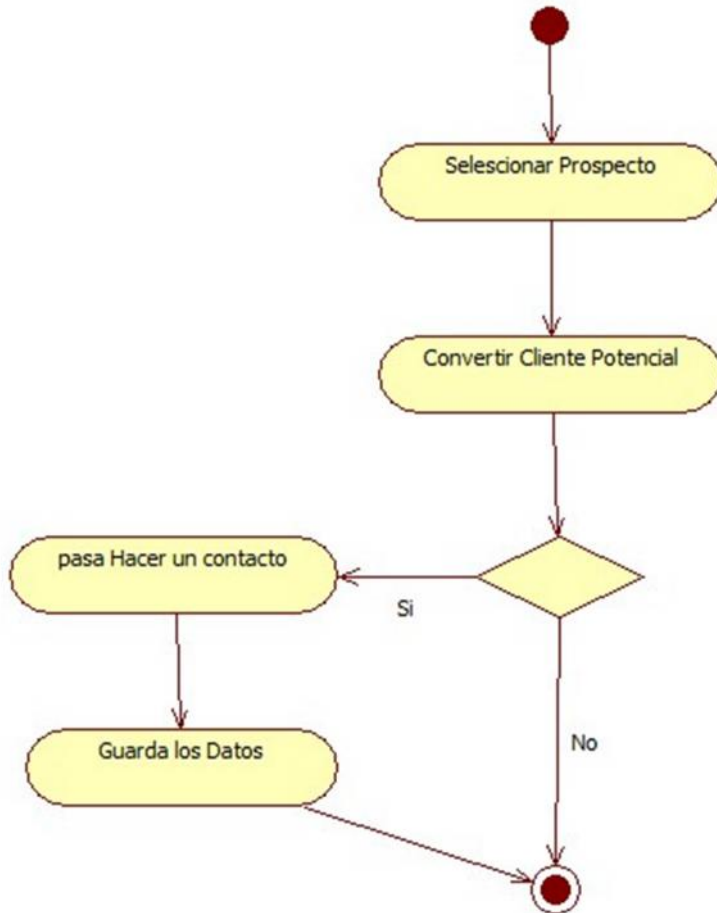 Selescionar Prospecto
Convertir Cliente Potencial
pasa Hacer un contacto
Si
Guarda los Datos
No